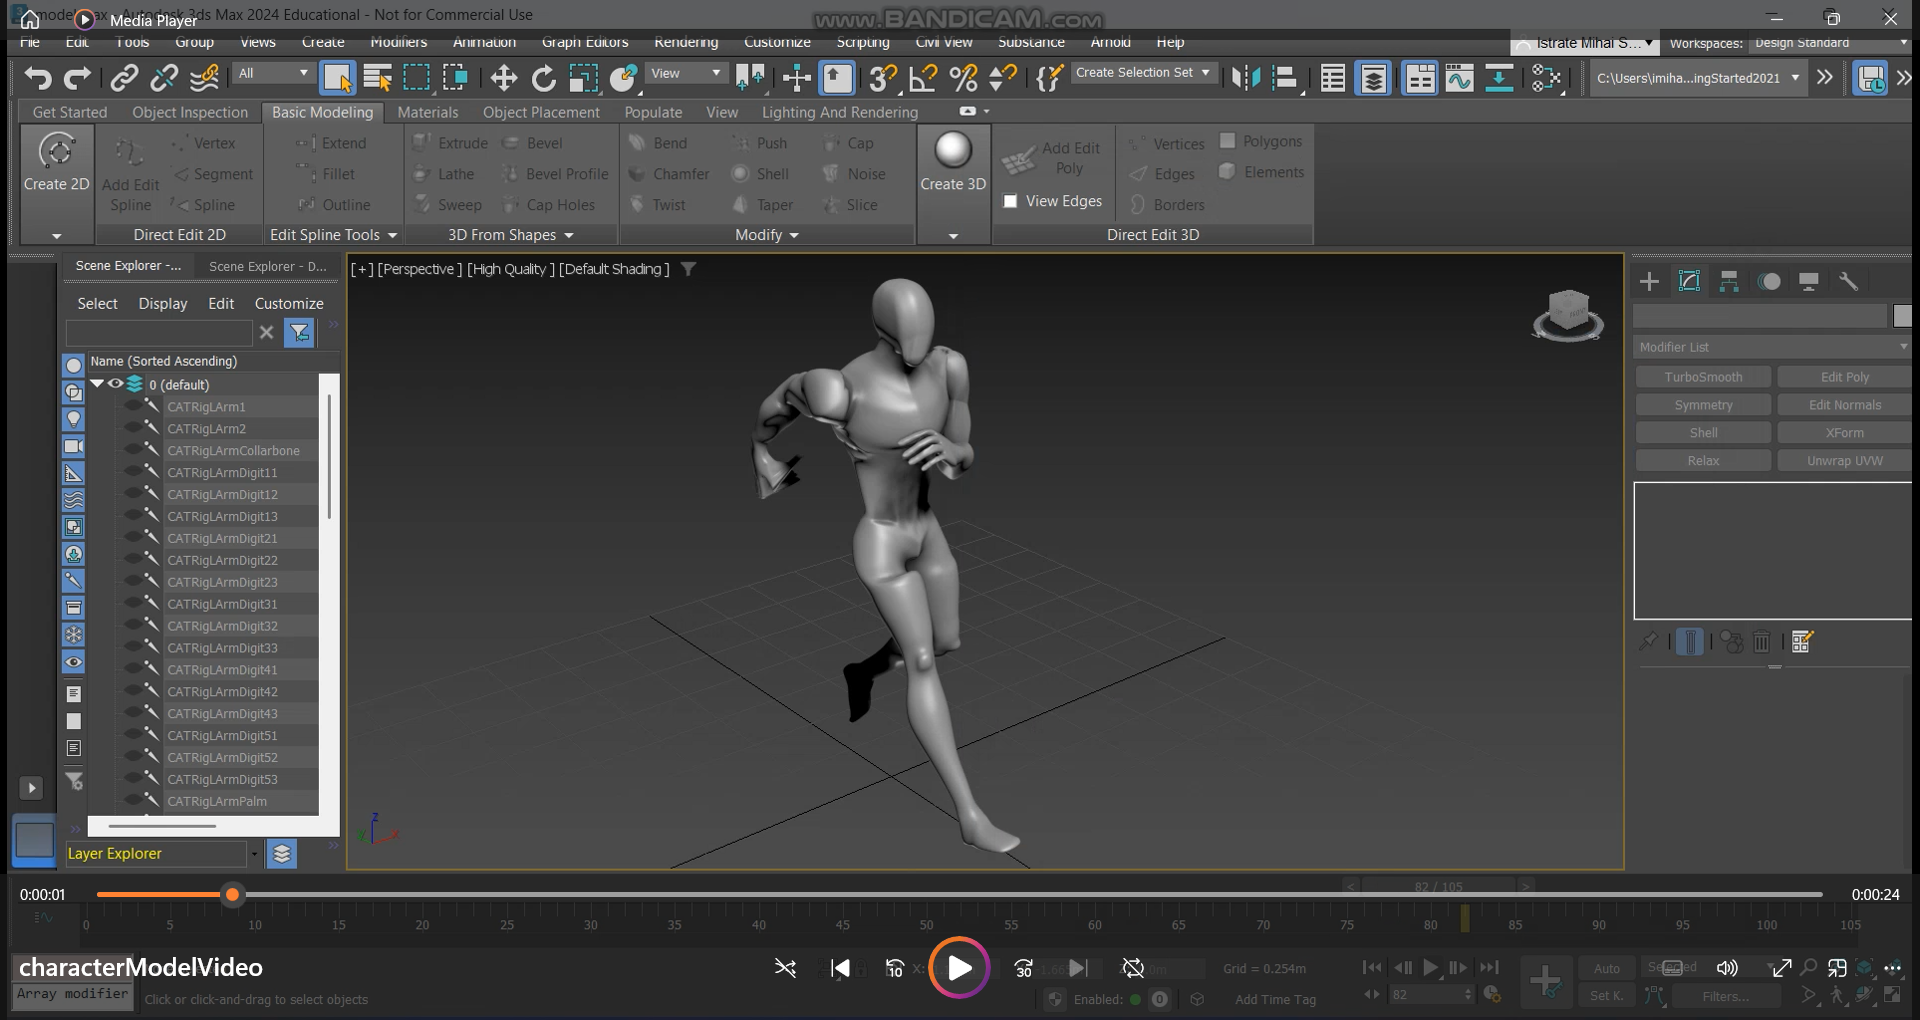 model.max - Autodesk 3ds Max 2024 Educational - Not for Commercial Use
Media Player
www.BANDICAM.com
File Edit Tools Group Views Create Modifiers Animation Graph Editors Rendering Customize Scripting Civil View Substance Arnold Help
Istrate Mihai S... Workspaces: Design Standard
All View Create Selection Set C:\Users\imiha...ingStarted2021
Get Started Object Inspection Basic Modeling Materials Object Placement Populate View Lighting And Rendering
Create 2D
Add Edit Spline
Vertex
Segment
Spline
Direct Edit 2D
Extend
Fillet
Outline
Edit Spline Tools
Extrude Bevel
Lathe Bevel Profile
Sweep Cap Holes
3D From Shapes
Bend Push Cap
Chamfer Shell Noise
Twist Taper Slice
Modify
Create 3D
Add Edit Poly
View Edges
Vertices Polygons
Edges Elements
Borders
Direct Edit 3D
Scene Explorer -... Scene Explorer - D...
Select Display Edit Customize
Name (Sorted Ascending)
0 (default)
CATRigLArm1
CATRigLArm2
CATRigLArmCollarbone
CATRigLArmDigit11
CATRigLArmDigit12
CATRigLArmDigit13
CATRigLArmDigit21
CATRigLArmDigit22
CATRigLArmDigit23
CATRigLArmDigit31
CATRigLArmDigit32
CATRigLArmDigit33
CATRigLArmDigit41
CATRigLArmDigit42
CATRigLArmDigit43
CATRigLArmDigit51
CATRigLArmDigit52
CATRigLArmDigit53
CATRigLArmPalm
Layer Explorer
[+] [Perspective ] [High Quality ] [Default Shading ]
z
y x
Modifier List
TurboSmooth Edit Poly
Symmetry Edit Normals
Shell XForm
Relax Unwrap UVW
0:00:01 0:00:24
< 82 / 105 >
0 5 10 15 20 25 30 35 40 45 50 55 60 65 70 75 80 85 90 95 100 105
characterModelVideo
Array modifier
Click or click-and-drag to select objects
10 30
X: Grid = 0.254m
Enabled: 0 Add Time Tag
82
Auto Selected
Set K. Filters...